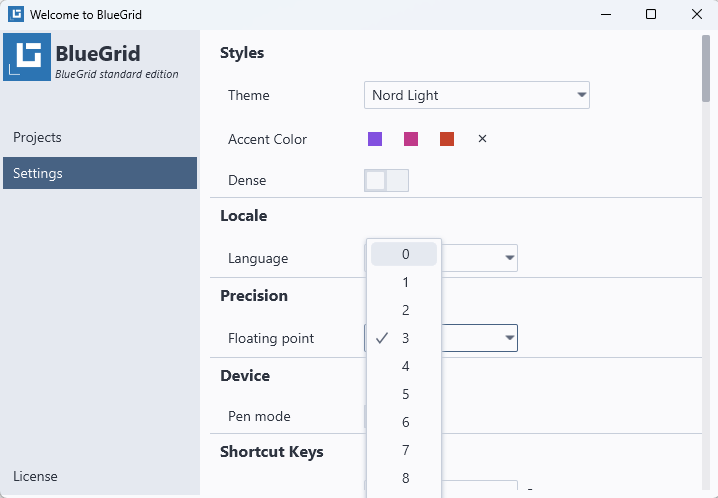 Welcome to BlueGrid
BlueGrid
BlueGrid standard edition
Projects
Settings
License
Styles
Theme
Nord Light
Accent Color
Dense
Locale
Language
Precision
Floating point
Device
Pen mode
Shortcut Keys
0
1
2
3
4
5
6
7
8